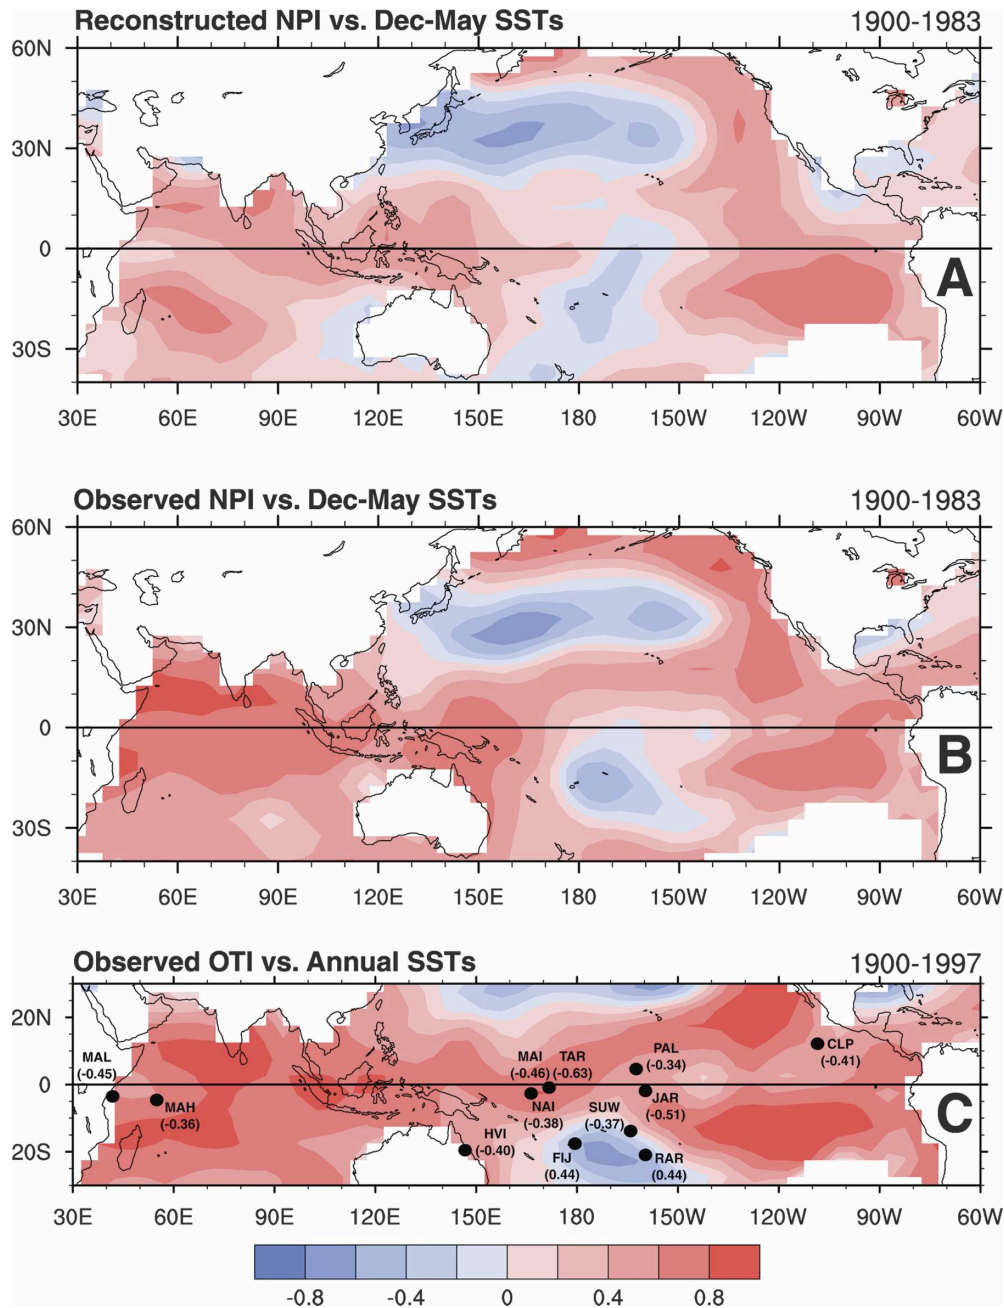 Reconstructed NPI vs. Dec-May SSTs 1900-1983
60N
30N
0
30S
A
30E 60E 90E 120E 150E 180 150W 120W 90W 60W
Observed NPI vs. Dec-May SSTs 1900-1983
60N
30N
0
30S
B
30E 60E 90E 120E 150E 180 150W 120W 90W 60W
Observed OTI vs. Annual SSTs 1900-1997
20N
0
20S
MAL
(-0.45)
MAH
(-0.36)
HVI
(-0.40)
MAI TAR
(-0.46) (-0.63)
NAI
(-0.38)
PAL
(-0.34)
SUW
(-0.37)
JAR
(-0.51)
FIJ
(0.44)
RAR
(0.44)
CLP
(-0.41)
C
30E 60E 90E 120E 150E 180 150W 120W 90W 60W
-0.8 -0.4 0 0.4 0.8